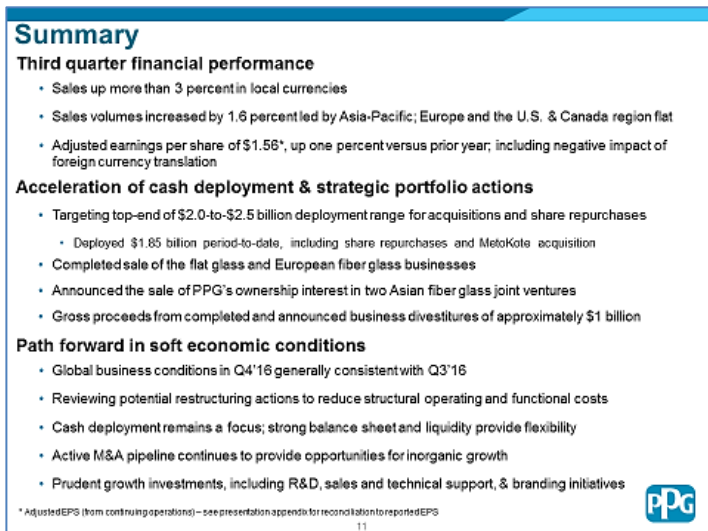 Summary
Third quarter financial performance
• Sales up more than 3 percent in local currencies
• Sales volumes increased by 1.6 percent led by Asia-Pacific; Europe and the U.S. & Canada region flat
• Adjusted earnings per share of $1.56*, up one percent versus prior year; including negative impact of
foreign currency translation
Acceleration of cash deployment & strategic portfolio actions
• Targeting top-end of $2.0-to-$2.5 billion deployment range for acquisitions and share repurchases
• Deployed $1.85 billion period-to-date, including share repurchases and MetoKote acquisition
• Completed sale of the flat glass and European fiber glass businesses
• Announced the sale of PPG's ownership interest in two Asian fiber glass joint ventures
• Gross proceeds from completed and announced business divestitures of approximately $1 billion
Path forward in soft economic conditions
• Global business conditions in Q4'16 generally consistent with Q3'16
• Reviewing potential restructuring actions to reduce structural operating and functional costs
• Cash deployment remains a focus; strong balance sheet and liquidity provide flexibility
• Active M&A pipeline continues to provide opportunities for inorganic growth
• Prudent growth investments, including R&D, sales and technical support, & branding initiatives
* Adjusted EPS (from continuing operations) – see presentation appendix for reconciliation to reported EPS
11
PPG